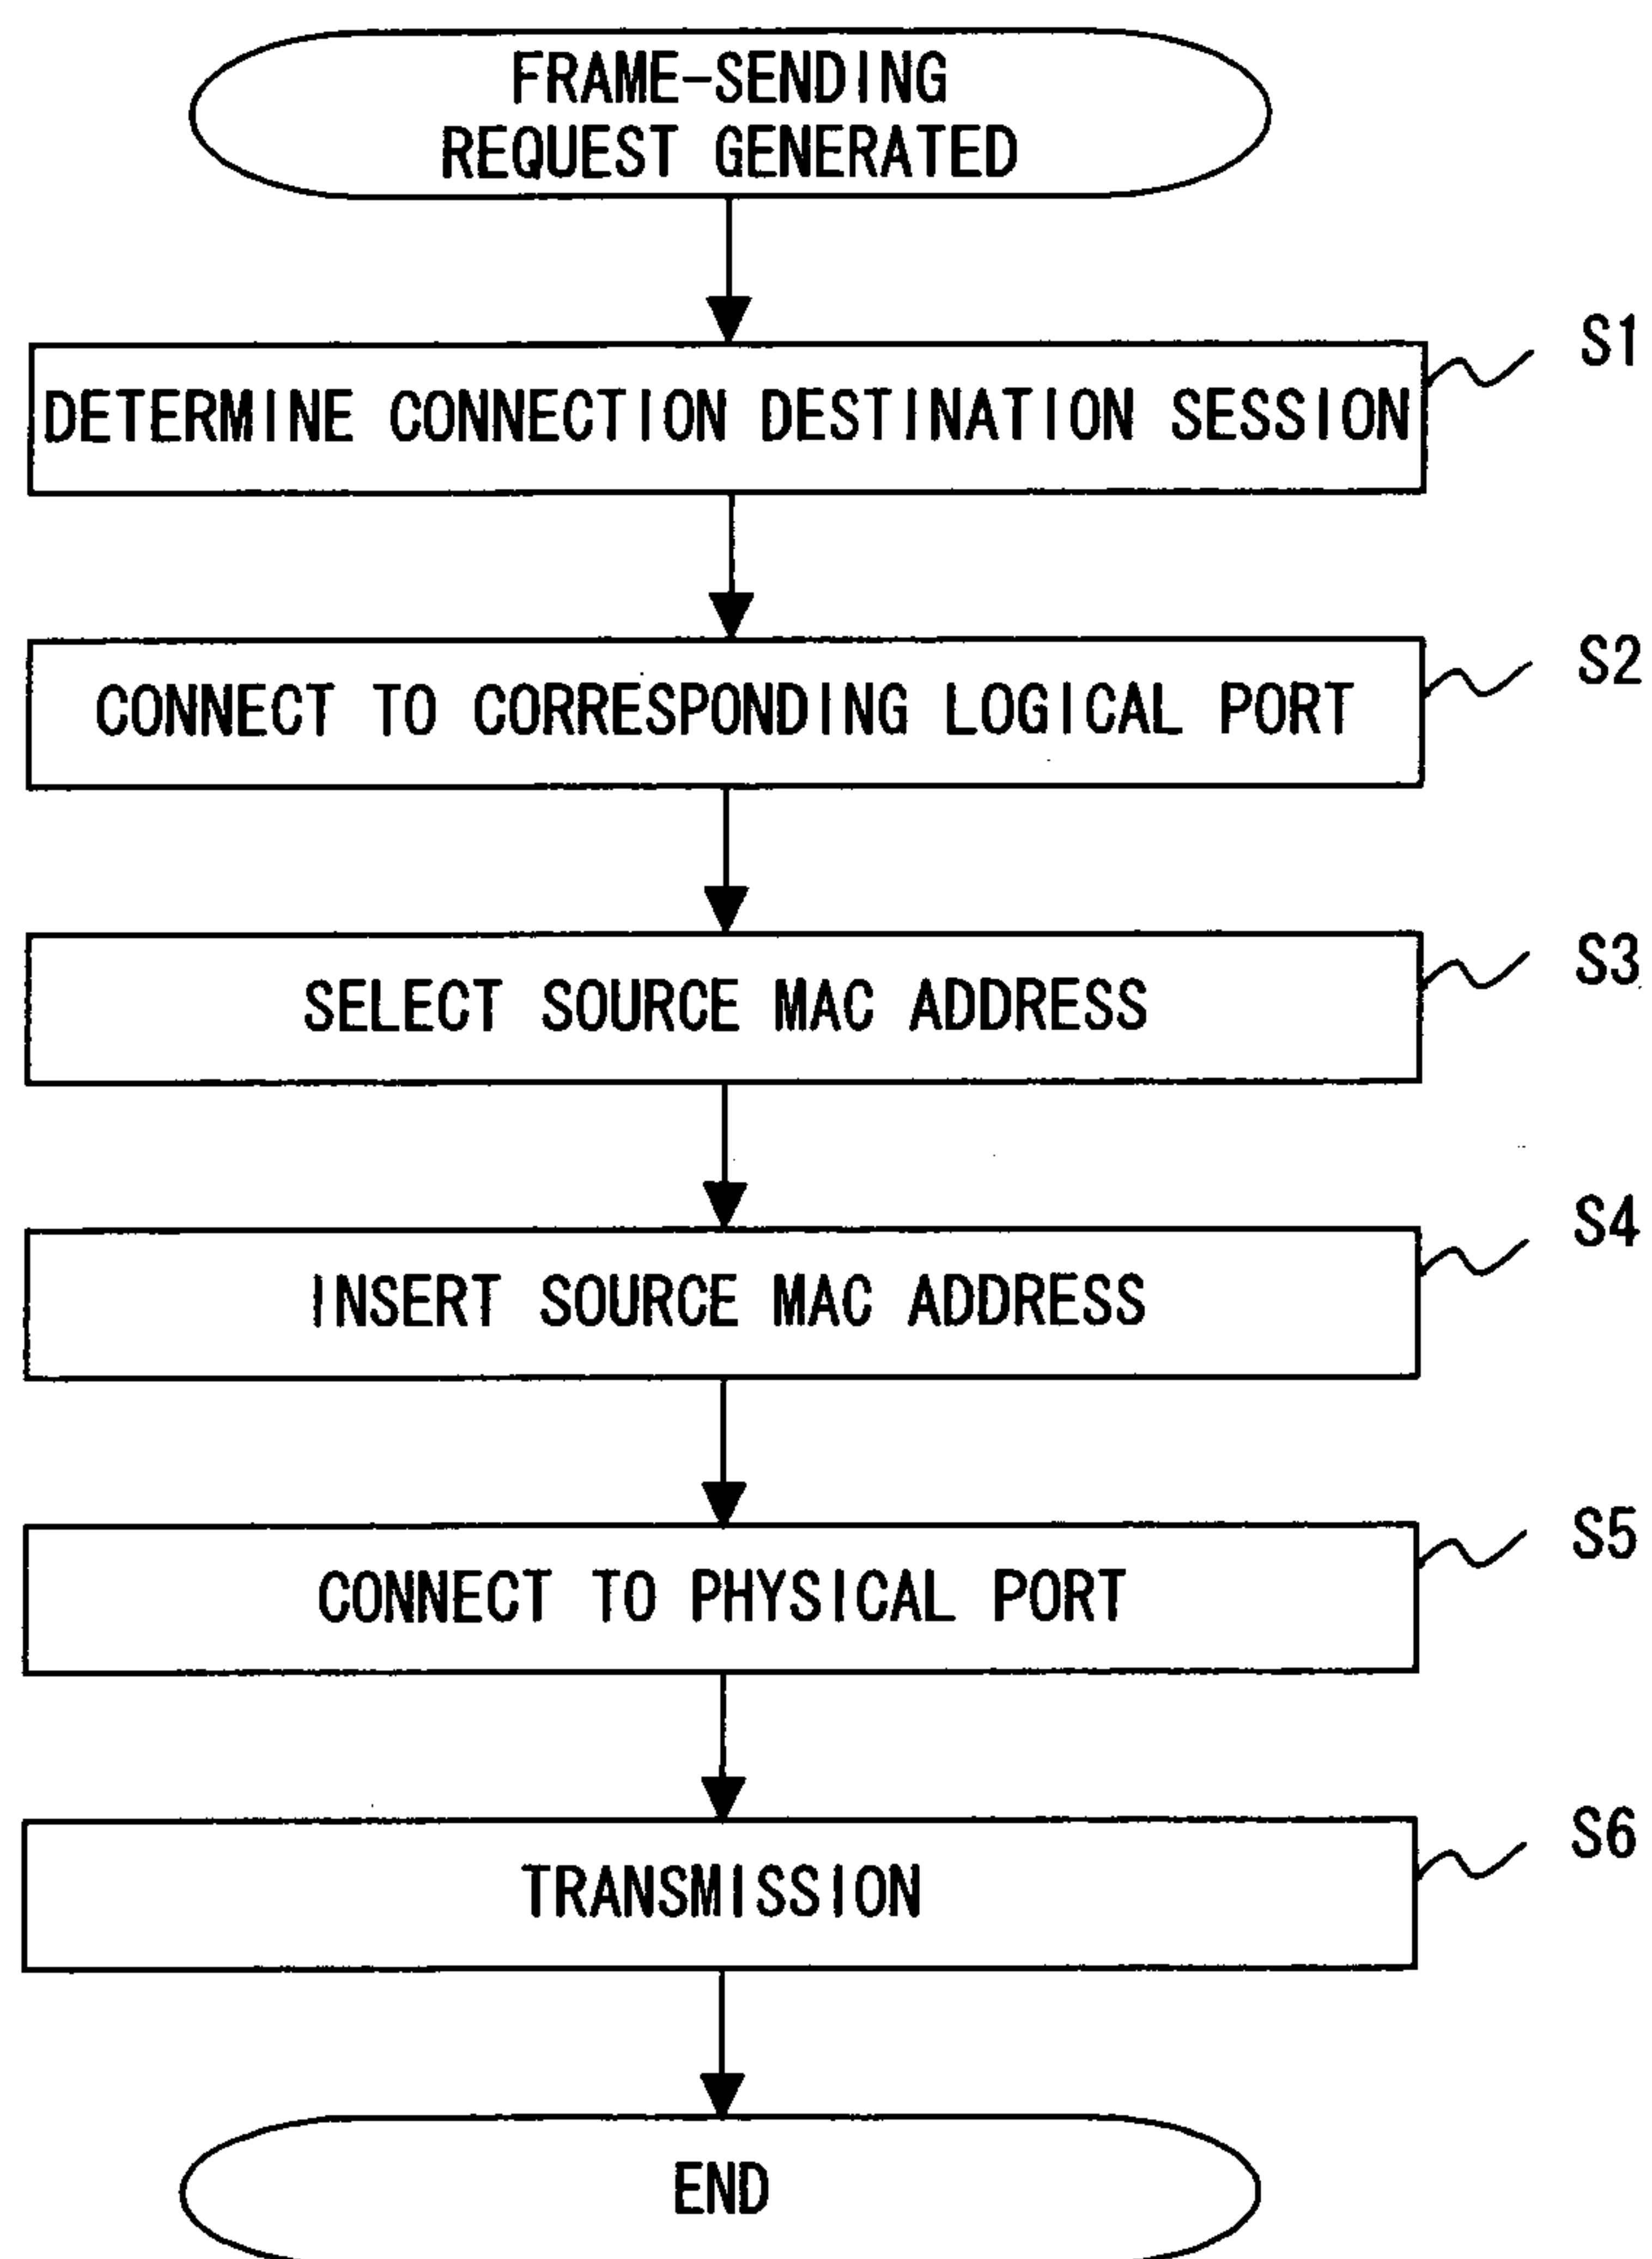 FRAME-SENDING
REQUEST GENERATED
S1
DETERMINE CONNECTION DESTINATION SESSION
S2
CONNECT TO CORRESPONDING LOGICAL PORT
S3
SELECT SOURCE MAC ADDRESS
S4
INSERT SOURCE MAC ADDRESS
S5
CONNECT TO PHYSICAL PORT
S6
TRANSMISSION
END